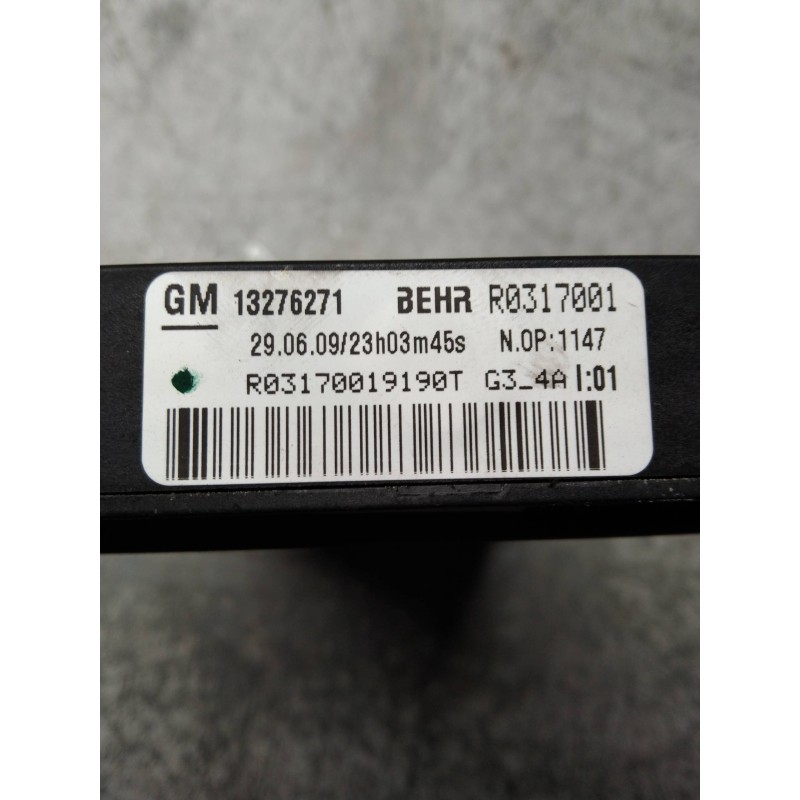 GM 13276271 BEHR R0317001
29.06.09/23h03m45s N.OP:1147
R03170019190T G3_4A I:01